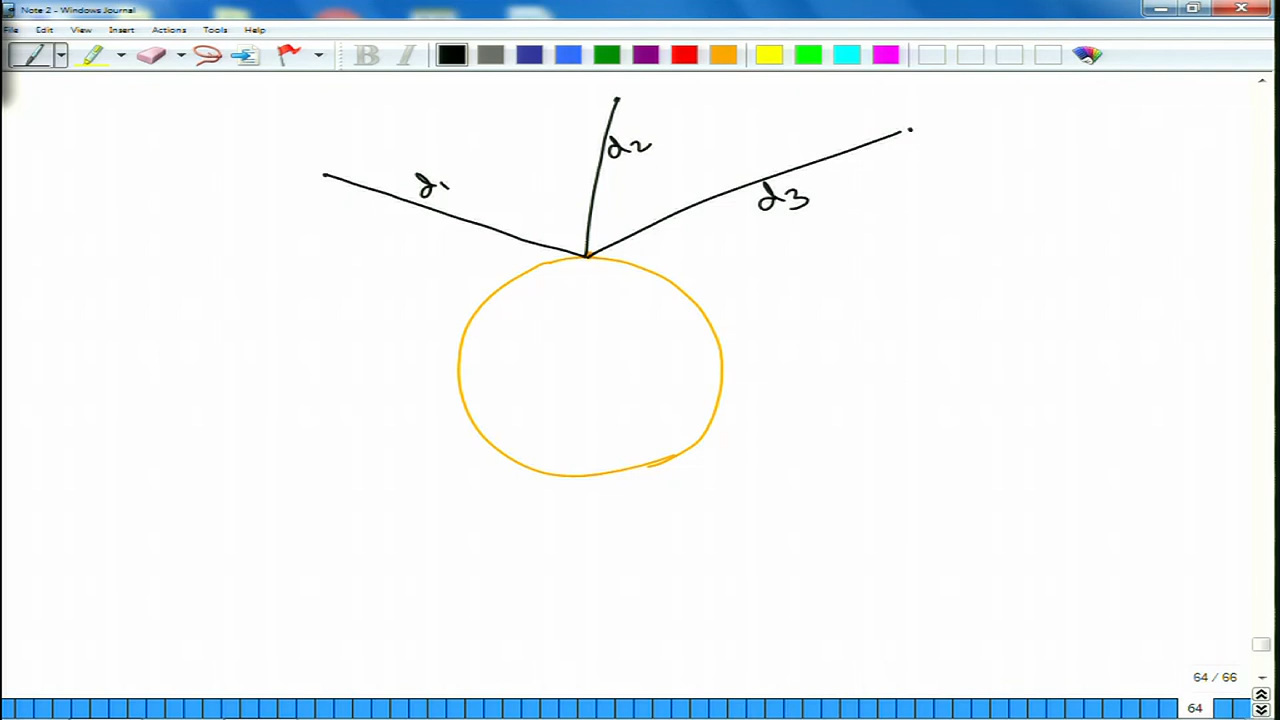 Note 2 - Windows Journal
File Edit View Insert Actions Tools Help
B I
d2
d1
d3
64 / 66
64